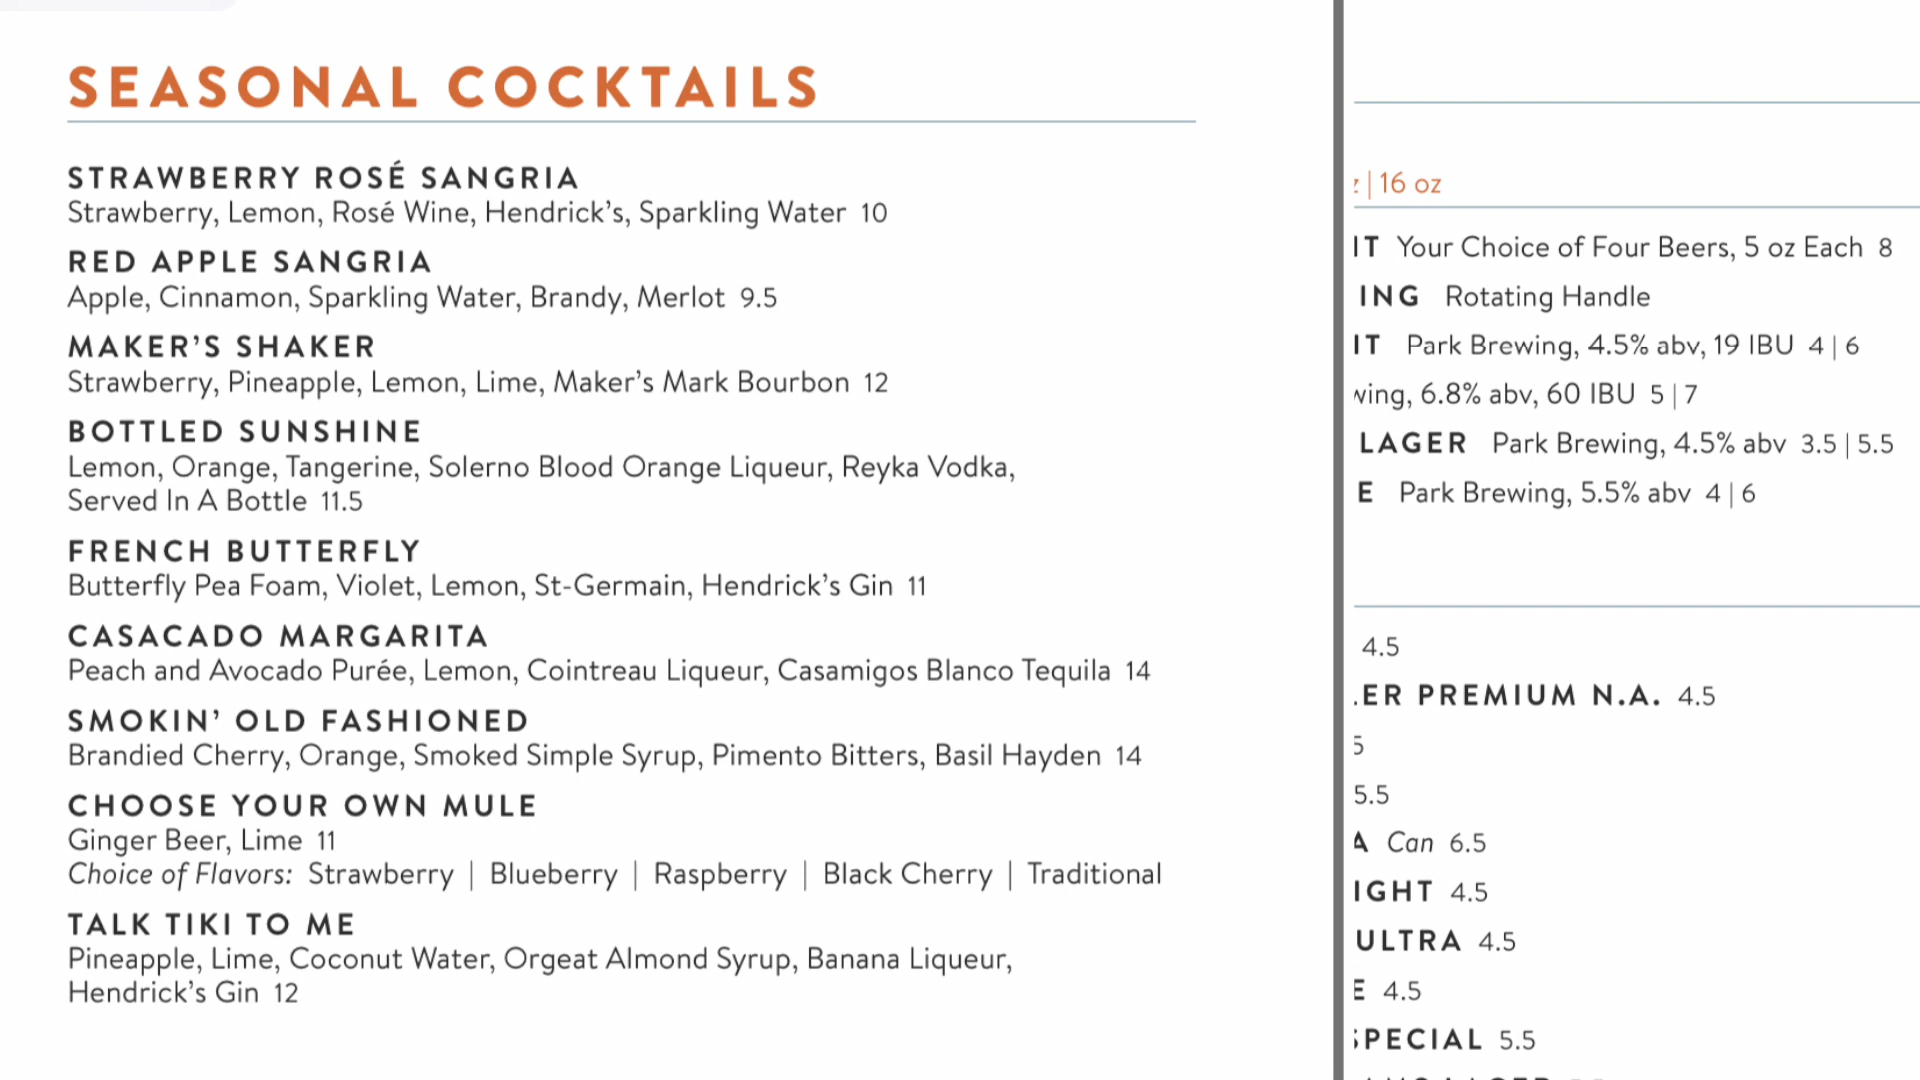 SEASONAL COCKTAILS
STRAWBERRY ROSÉ SANGRIA
Strawberry, Lemon, Rosé Wine, Hendrick’s, Sparkling Water 10
RED APPLE SANGRIA
Apple, Cinnamon, Sparkling Water, Brandy, Merlot 9.5
MAKER’S SHAKER
Strawberry, Pineapple, Lemon, Lime, Maker’s Mark Bourbon 12
BOTTLED SUNSHINE
Lemon, Orange, Tangerine, Solerno Blood Orange Liqueur, Reyka Vodka,
Served In A Bottle 11.5
FRENCH BUTTERFLY
Butterfly Pea Foam, Violet, Lemon, St-Germain, Hendrick’s Gin 11
CASACADO MARGARITA
Peach and Avocado Purée, Lemon, Cointreau Liqueur, Casamigos Blanco Tequila 14
SMOKIN’ OLD FASHIONED
Brandied Cherry, Orange, Smoked Simple Syrup, Pimento Bitters, Basil Hayden 14
CHOOSE YOUR OWN MULE
Ginger Beer, Lime 11
Choice of Flavors: Strawberry | Blueberry | Raspberry | Black Cherry | Traditional
TALK TIKI TO ME
Pineapple, Lime, Coconut Water, Orgeat Almond Syrup, Banana Liqueur,
Hendrick’s Gin 12
| 16 oz
IT Your Choice of Four Beers, 5 oz Each 8
ING Rotating Handle
IT Park Brewing, 4.5% abv, 19 IBU 4 | 6
wing, 6.8% abv, 60 IBU 5 | 7
LAGER Park Brewing, 4.5% abv 3.5 | 5.5
E Park Brewing, 5.5% abv 4 | 6
4.5
ER PREMIUM N.A. 4.5
5
5.5
A Can 6.5
IGHT 4.5
ULTRA 4.5
E 4.5
SPECIAL 5.5